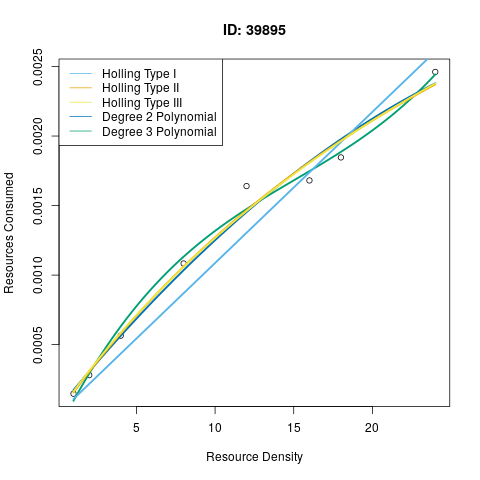 ID: 39895
Holling Type I
Holling Type II
Holling Type III
Degree 2 Polynomial
Degree 3 Polynomial
Resources Consumed
0.0025
0.0020
0.0015
0.0010
0.0005
5 10 15 20
Resource Density